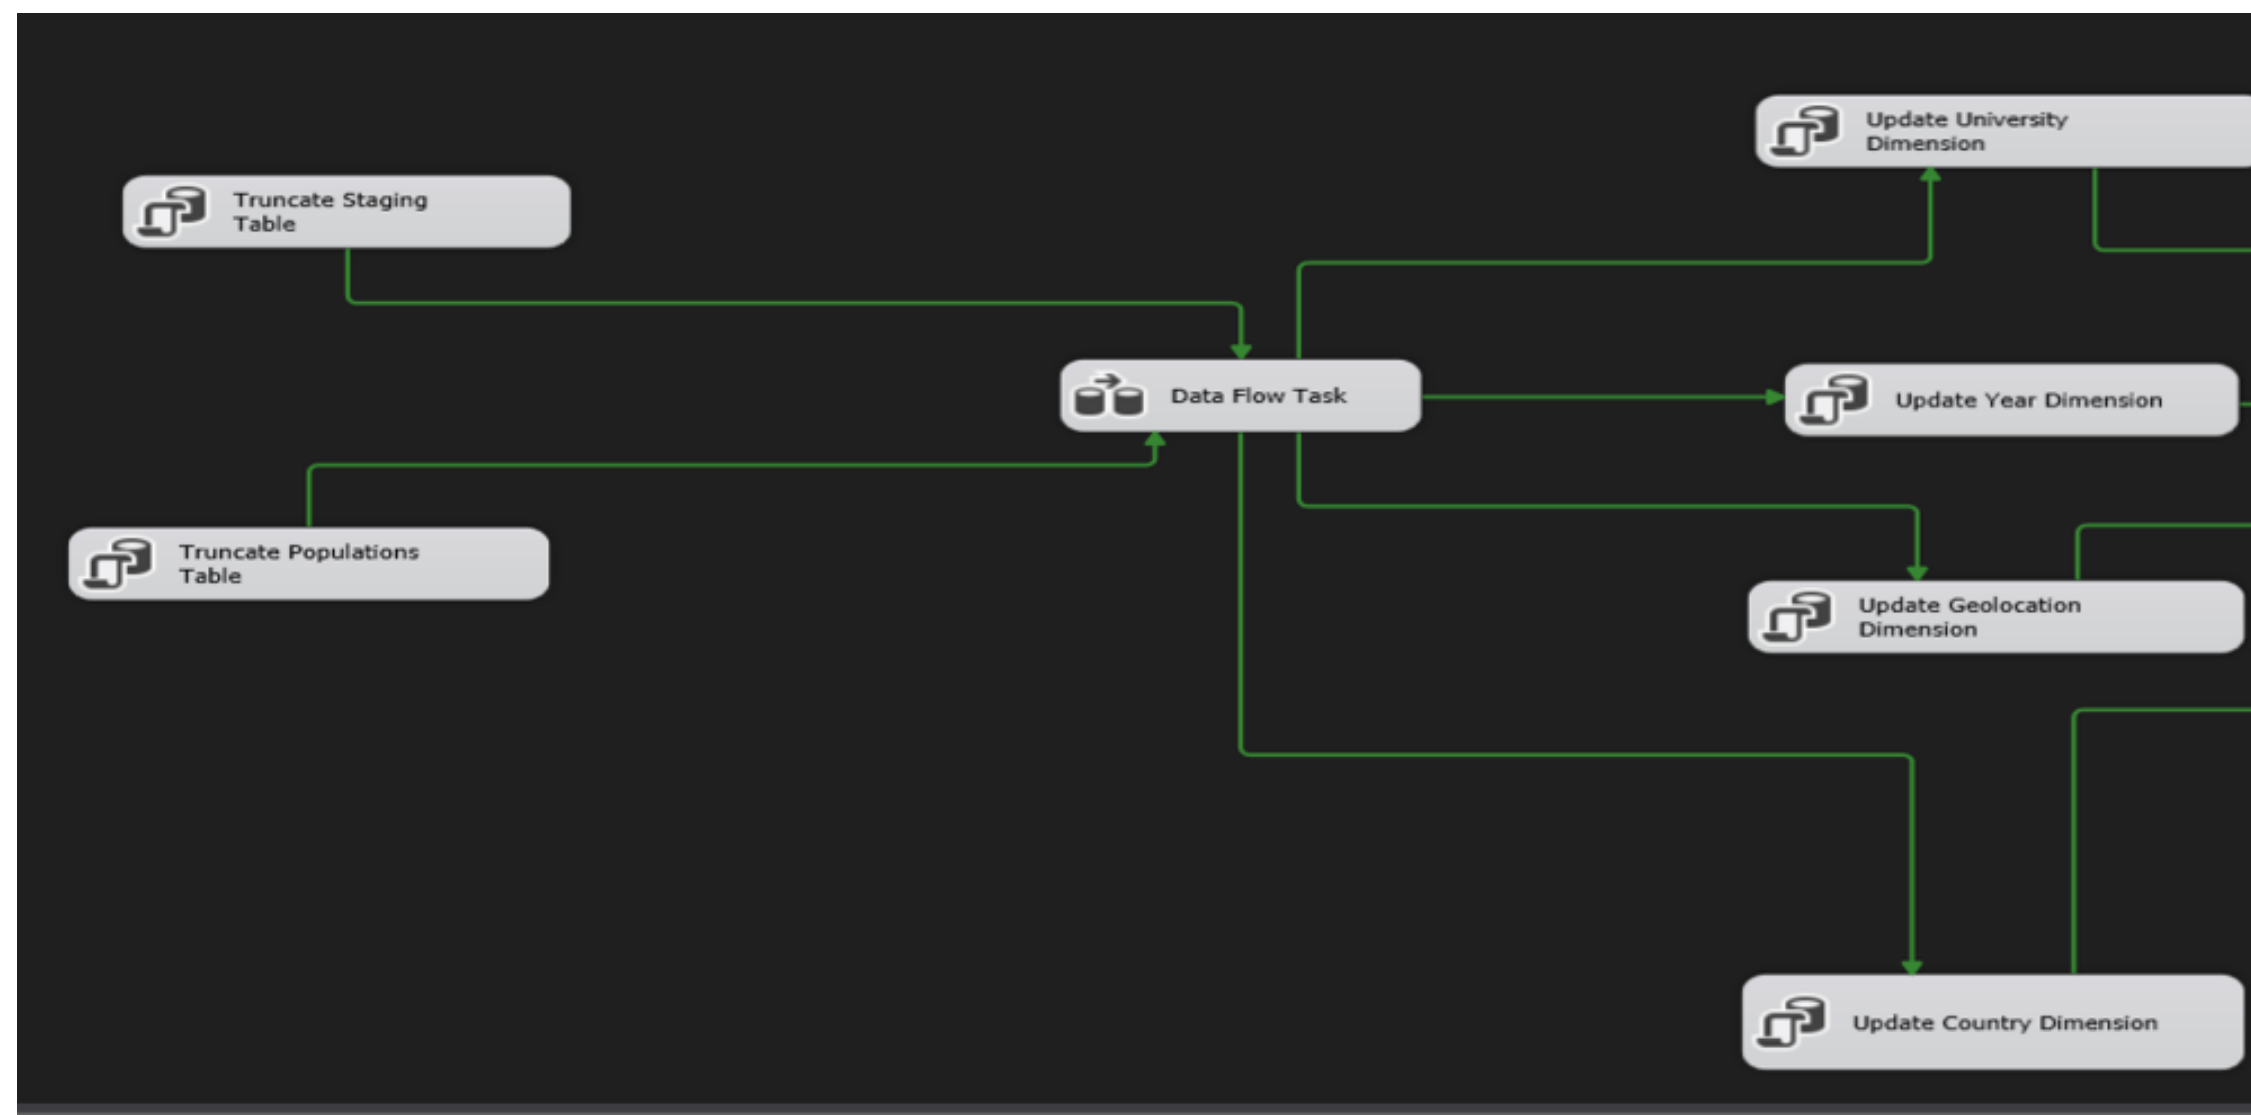 Update University
Dimension
Truncate Staging
Table
Data Flow Task
Update Year Dimension
Truncate Populations
Table
Update Geolocation
Dimension
Update Country Dimension